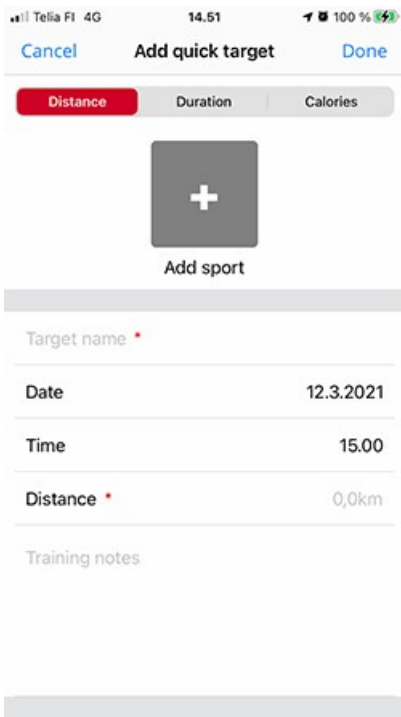 Telia FI 4G 14.51 100 %
Cancel Add quick target Done
Distance Duration Calories
Add sport
Target name *
Date 12.3.2021
Time 15.00
Distance * 0,0km
Training notes